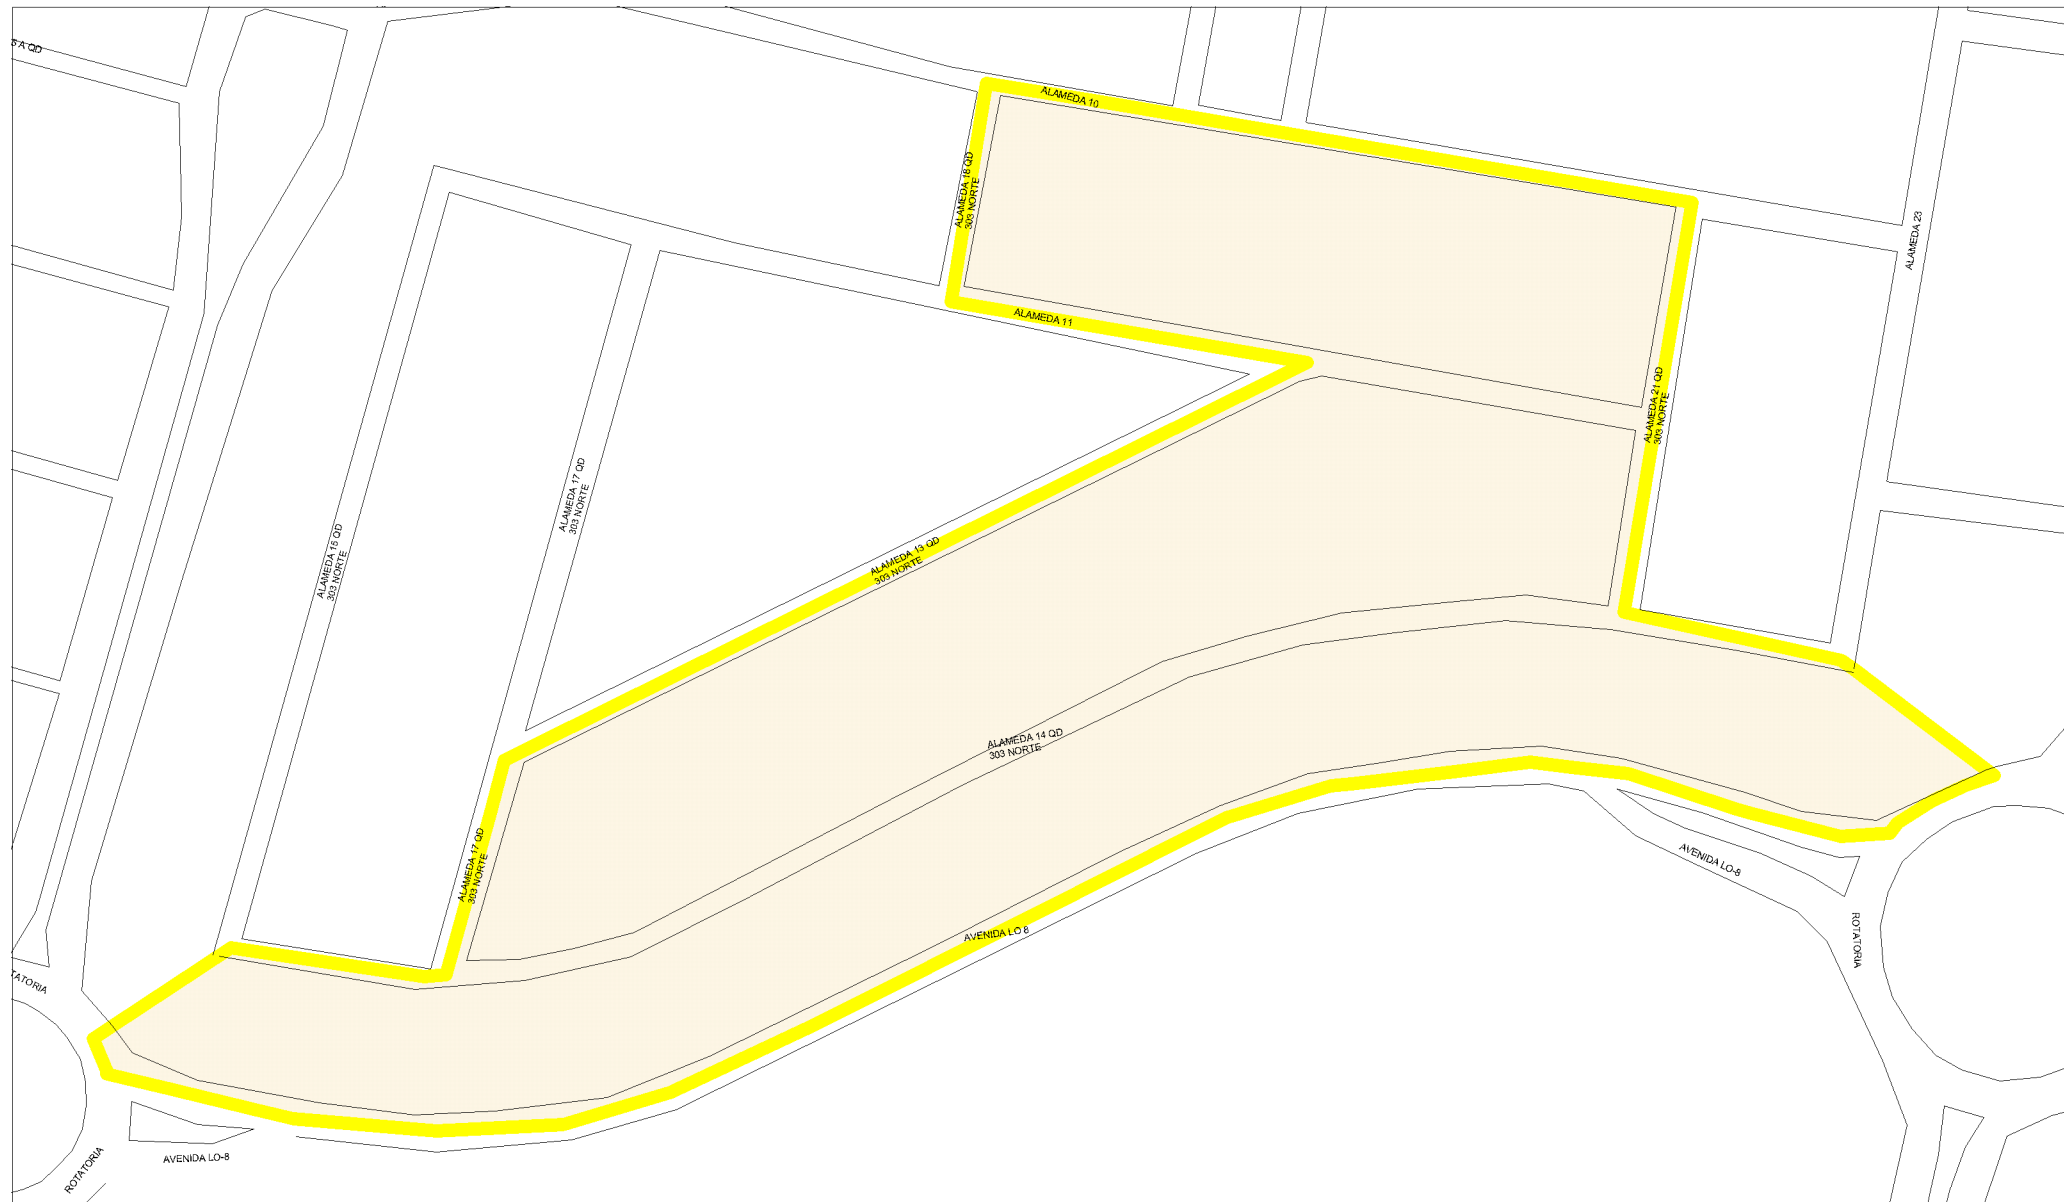 5 A QD
ALAMEDA 10
ALAMEDA 18 QD
303 NORTE
ALAMEDA 23
ALAMEDA 11
ALAMEDA 21 QD
303 NORTE
ALAMEDA 17 QD
303 NORTE
ALAMEDA 15 QD
303 NORTE
ALAMEDA 13 QD
303 NORTE
ALAMEDA 14 QD
303 NORTE
ALAMEDA 17 QD
303 NORTE
AVENIDA LO-8
AVENIDA LO 8
ROTATORIA
TATORIA
AVENIDA LO-8
ROTATORIA